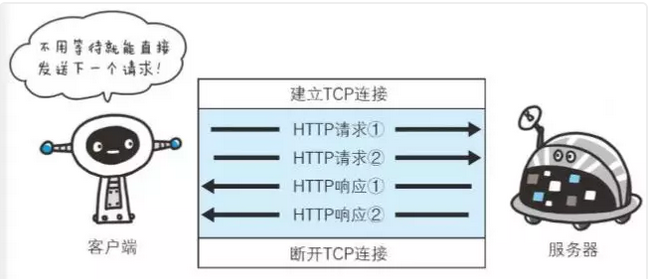 不用等待就能直接
发送下一个请求!
建立TCP连接
HTTP请求①
HTTP请求②
HTTP响应①
HTTP响应②
断开TCP连接
客户端
服务器